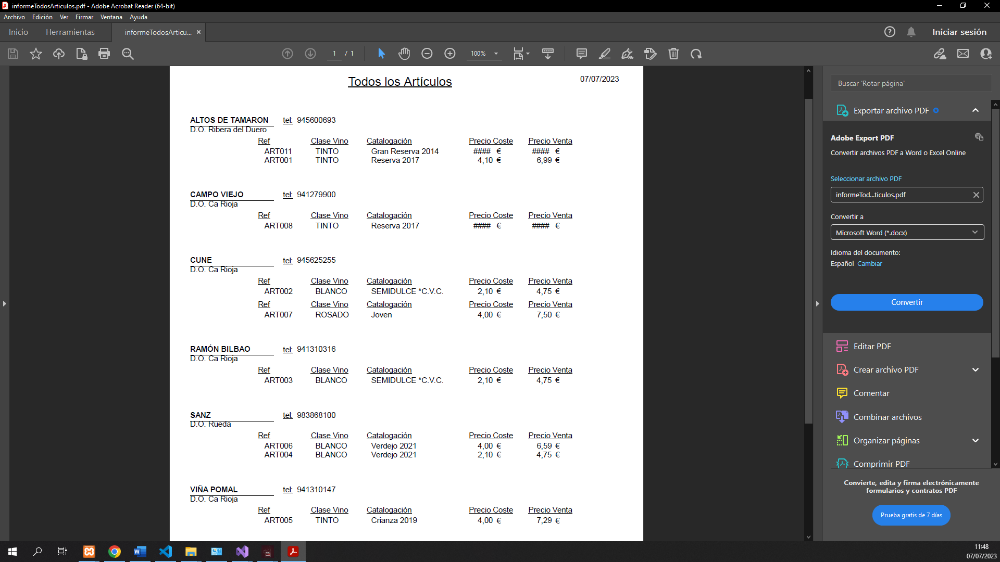 informeTodosArticulos.pdf - Adobe Acrobat Reader (64-bit)
Archivo Edición Ver Firmar Ventana Ayuda
Inicio Herramientas informeTodosArticu... × Iniciar sesión
1 / 1 100%
Todos los Artículos 07/07/2023
ALTOS DE TAMARON tel: 945600693
D.O. Ribera del Duero
Ref Clase Vino Catalogación Precio Coste Precio Venta
ART011 TINTO Gran Reserva 2014 #### € #### €
ART001 TINTO Reserva 2017 4,10 € 6,99 €
CAMPO VIEJO tel: 941279900
D.O. Ca Rioja
Ref Clase Vino Catalogación Precio Coste Precio Venta
ART008 TINTO Reserva 2017 #### € #### €
CUNE tel: 945625255
D.O. Ca Rioja
Ref Clase Vino Catalogación Precio Coste Precio Venta
ART002 BLANCO SEMIDULCE *C.V.C. 2,10 € 4,75 €
Ref Clase Vino Catalogación Precio Coste Precio Venta
ART007 ROSADO Joven 4,00 € 7,50 €
RAMÓN BILBAO tel: 941310316
D.O. Ca Rioja
Ref Clase Vino Catalogación Precio Coste Precio Venta
ART003 BLANCO SEMIDULCE *C.V.C. 2,10 € 4,75 €
SANZ tel: 983868100
D.O. Rueda
Ref Clase Vino Catalogación Precio Coste Precio Venta
ART006 BLANCO Verdejo 2021 4,00 € 6,59 €
ART004 BLANCO Verdejo 2021 2,10 € 4,75 €
VIÑA POMAL tel: 941310147
D.O. Ca Rioja
Ref Clase Vino Catalogación Precio Coste Precio Venta
ART005 TINTO Crianza 2019 4,00 € 7,29 €
Buscar 'Rotar página'
Exportar archivo PDF
Adobe Export PDF
Convertir archivos PDF a Word o Excel Online
Seleccionar archivo PDF
informeTod...ticulos.pdf
Convertir a
Microsoft Word (*.docx)
Idioma del documento:
Español Cambiar
Convertir
Editar PDF
Crear archivo PDF
Comentar
Combinar archivos
Organizar páginas
Comprimir PDF
Convierte, edita y firma electrónicamente
formularios y contratos PDF
Prueba gratis de 7 días
11:48
07/07/2023